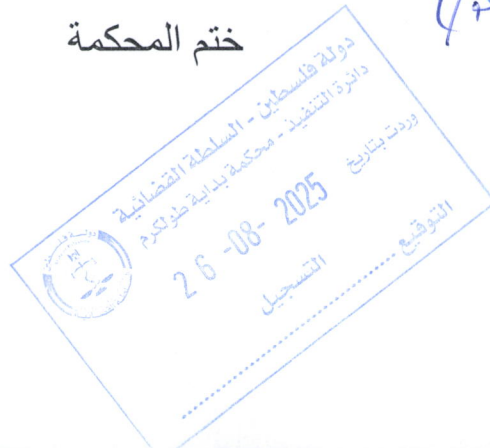 ختم المحكمة
دولة فلسطين - السلطة القضائية
دائرة التنفيذ - محكمة بداية طولكرم
وردت بتاريخ
26 -08- 2025
التوقيع
التسجيل